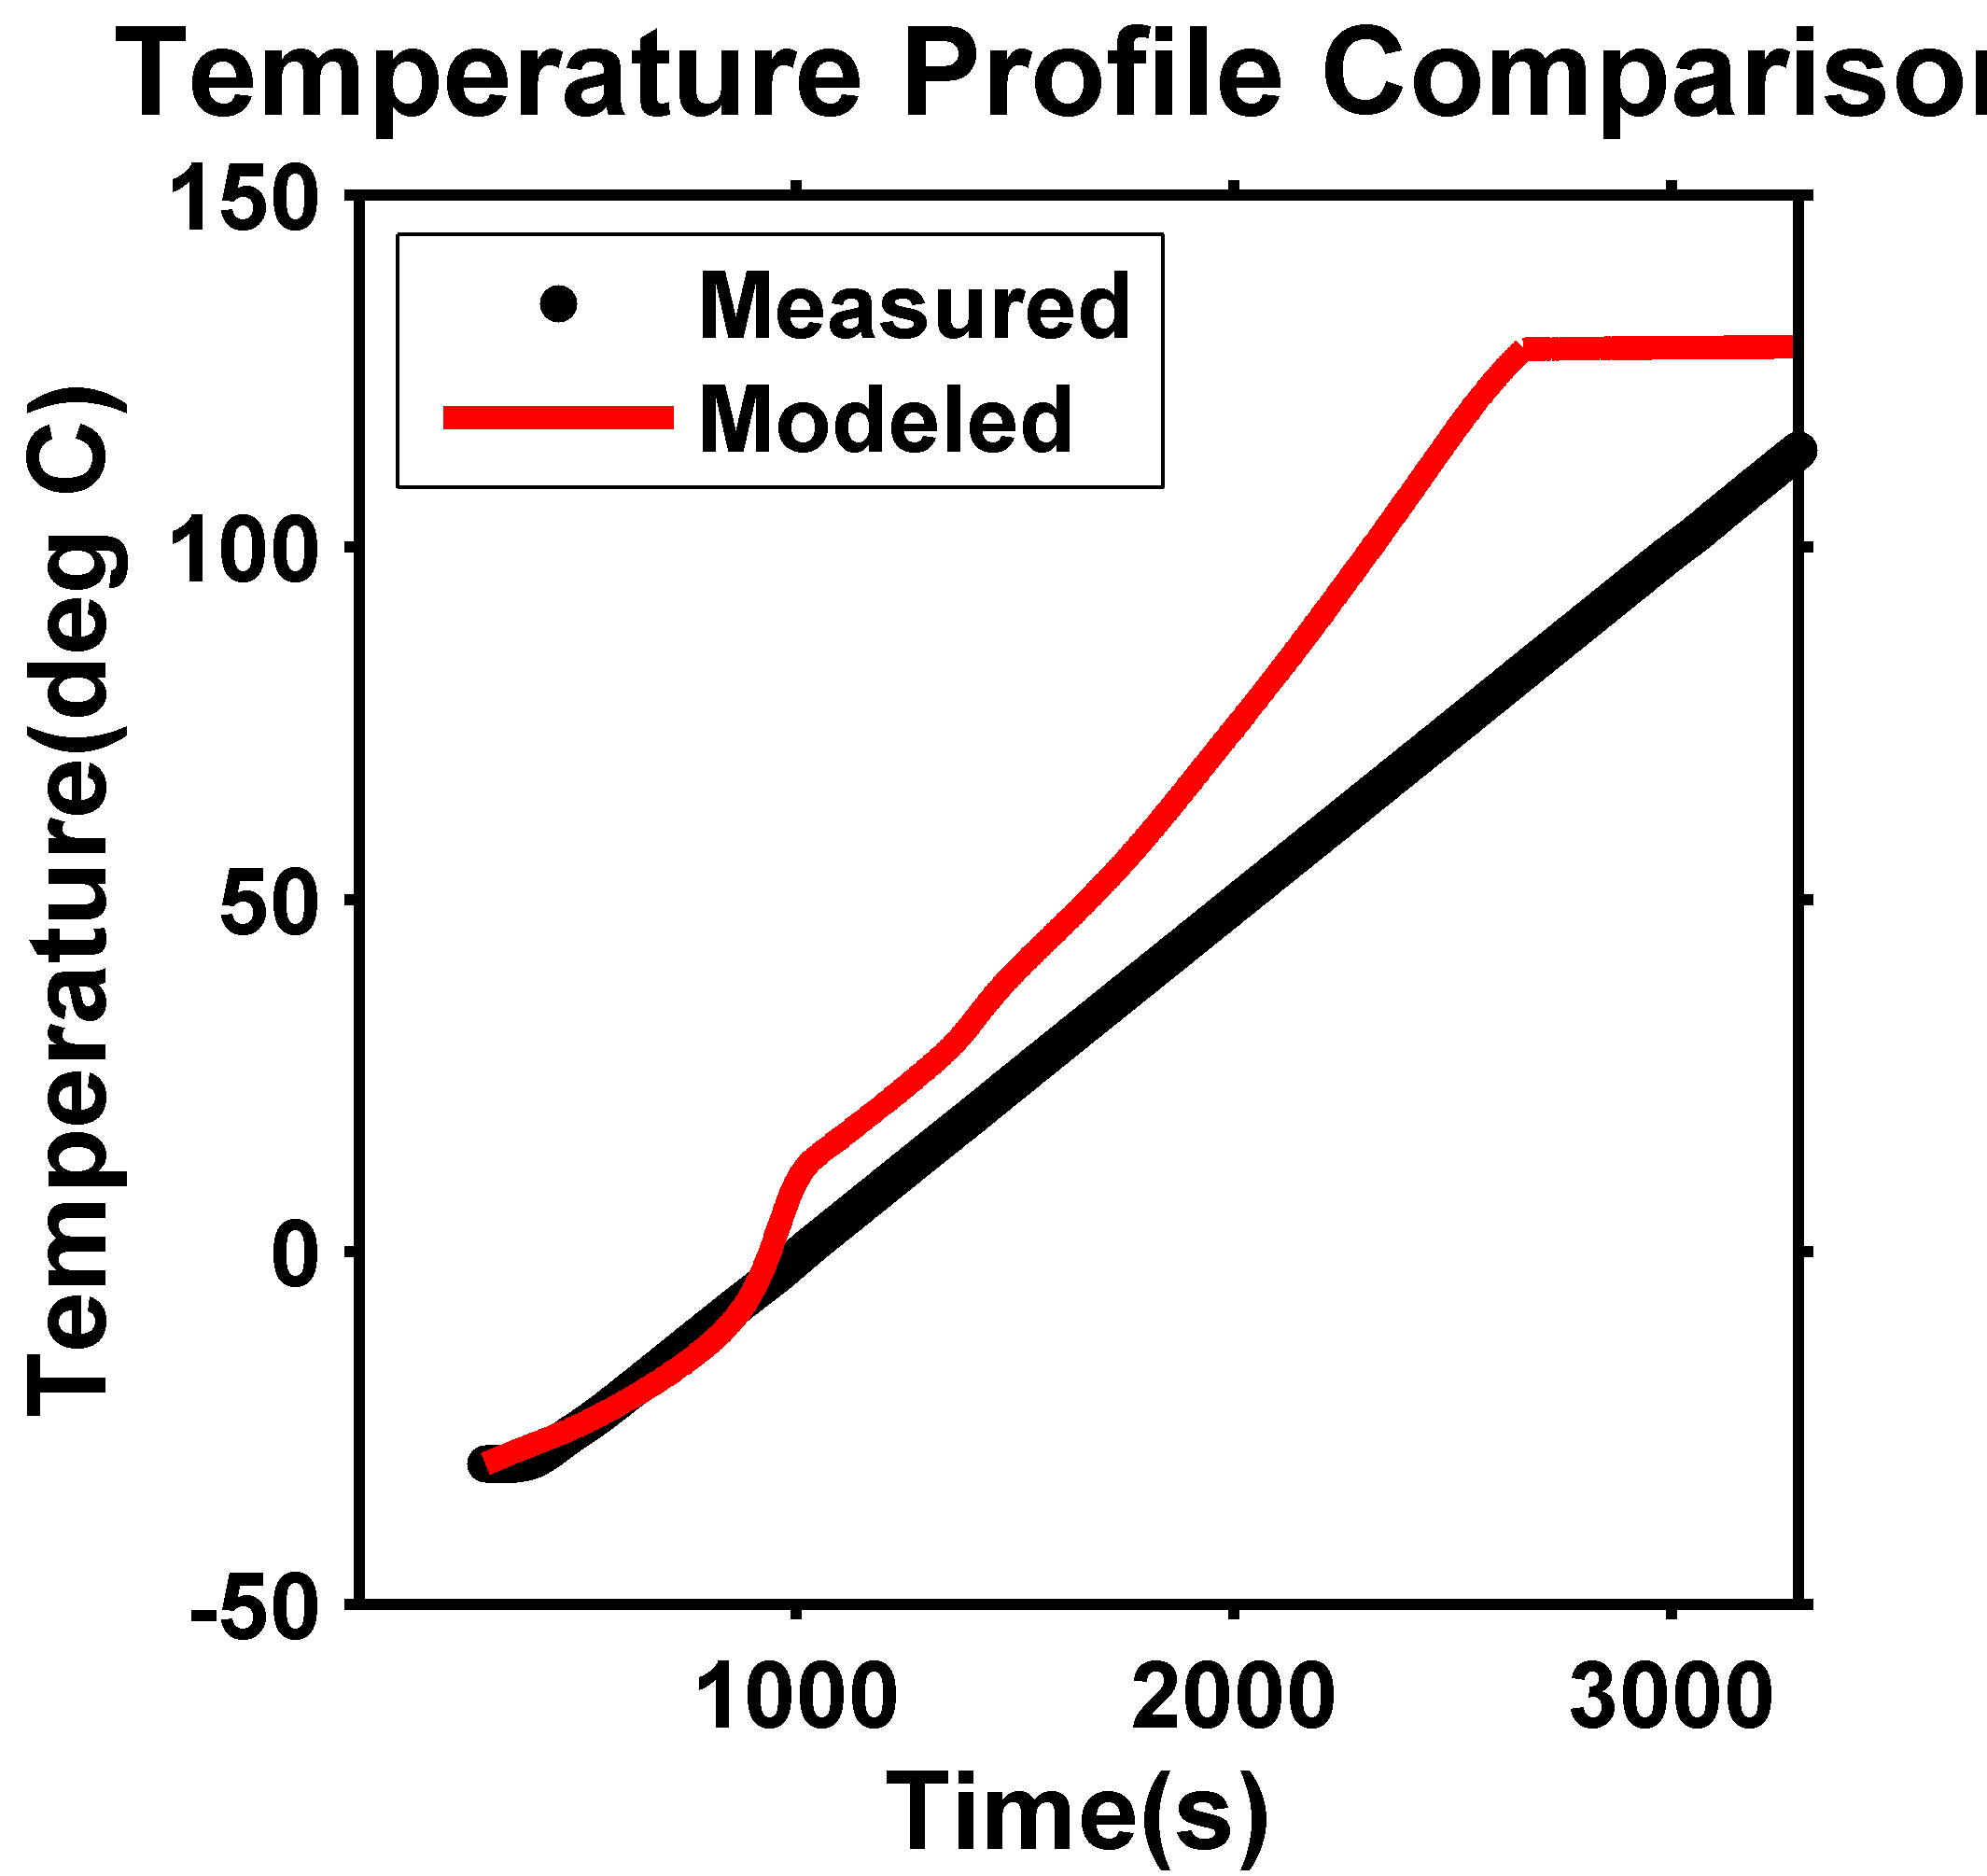 Temperature Profile Comparison
150
Measured
Modeled
100
50
0
-50
Temperature(deg C)
1000 2000 3000
Time(s)